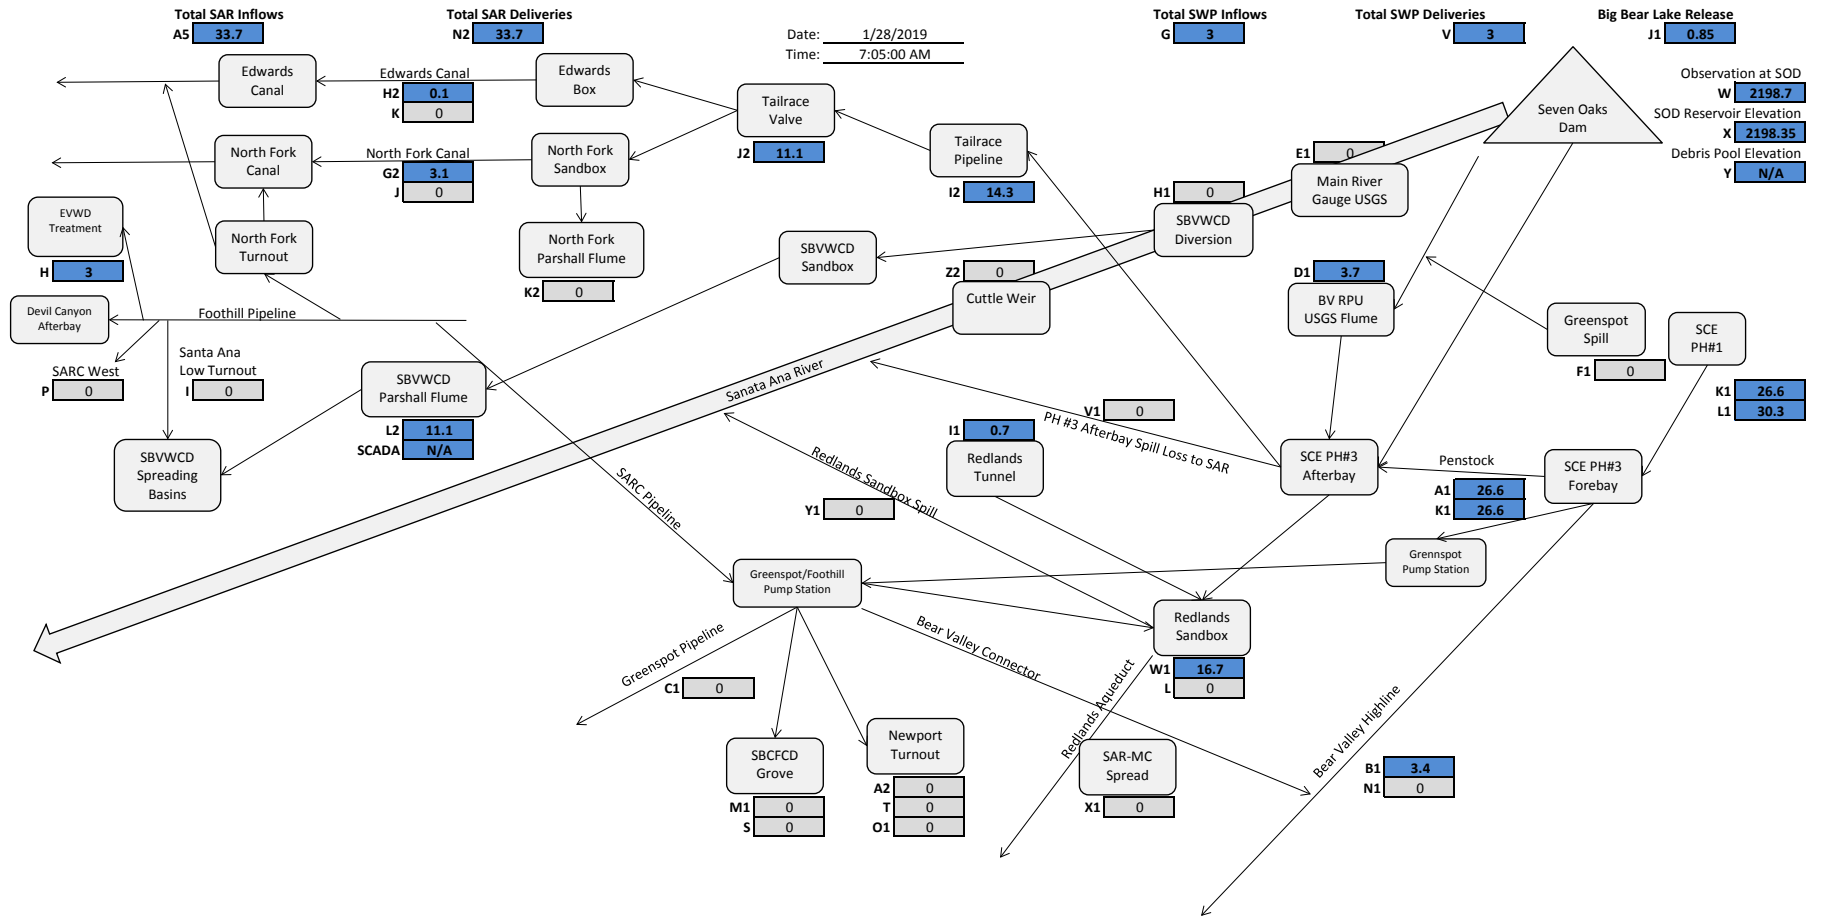 Total SAR Inflows
A5 33.7
Total SAR Deliveries
N2 33.7
Date: 1/28/2019
Time: 7:05:00 AM
Total SWP Inflows
G 3
Total SWP Deliveries
V 3
Big Bear Lake Release
J1 0.85
Observation at SOD
W 2198.7
SOD Reservoir Elevation
X 2198.35
Debris Pool Elevation
Y N/A
Seven Oaks
Dam
Edwards
Canal
Edwards Canal
H2 0.1
K 0
Edwards
Box
Tailrace
Valve
J2 11.1
Tailrace
Pipeline
I2 14.3
North Fork
Canal
North Fork Canal
G2 3.1
J 0
North Fork
Sandbox
E1 0
Main River
Gauge USGS
H1 0
SBVWCD
Diversion
EVWD
Treatment
H 3
North Fork
Turnout
North Fork
Parshall Flume
K2 0
SBVWCD
Sandbox
Z2 0
Cuttle Weir
D1 3.7
BV RPU
USGS Flume
Greenspot
Spill
F1 0
SCE
PH#1
K1 26.6
L1 30.3
Devil Canyon
Afterbay
Foothill Pipeline
SARC West
P 0
Santa Ana
Low Turnout
I 0
SBVWCD
Parshall Flume
L2 11.1
SCADA N/A
Sanata Ana River
V1 0
PH #3 Afterbay Spill Loss to SAR
I1 0.7
Redlands
Tunnel
SCE PH#3
Afterbay
Penstock
A1 26.6
K1 26.6
SCE PH#3
Forebay
SBVWCD
Spreading
Basins
SARC Pipeline
Redlands Sandbox Spill
Y1 0
Grennspot
Pump Station
Greenspot/Foothill
Pump Station
Redlands
Sandbox
W1 16.7
L 0
Greenspot Pipeline
C1 0
Bear Valley Connector
Redlands Aqueduct
Bear Valley Highline
SBCFCD
Grove
M1 0
S 0
Newport
Turnout
A2 0
T 0
O1 0
SAR-MC
Spread
X1 0
B1 3.4
N1 0